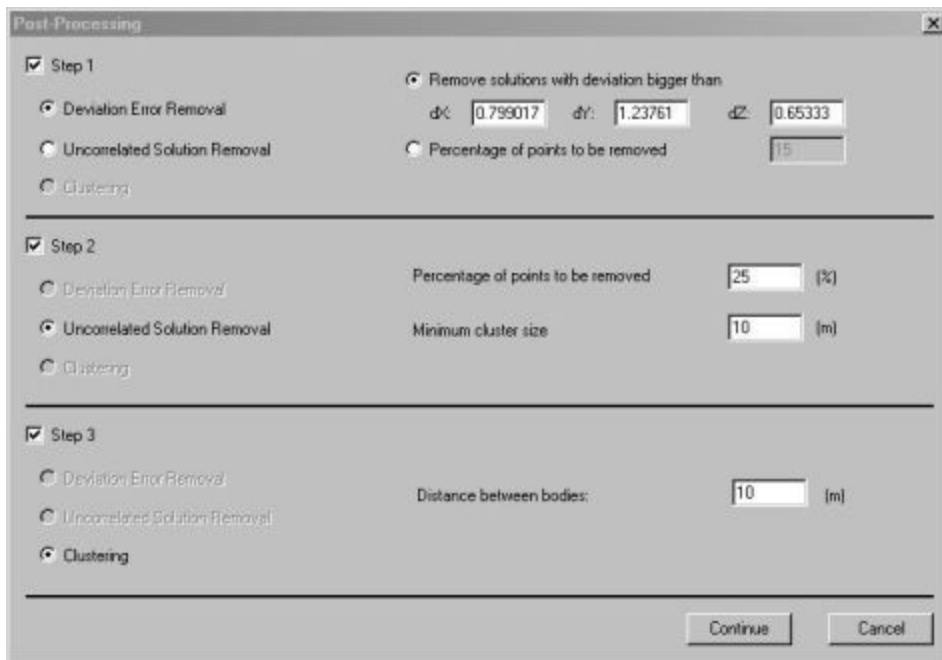 Post-Processing
Step 1
Deviation Error Removal
Uncorrelated Solution Removal
Clustering
Remove solutions with deviation bigger than
dX: 0.799017 dY: 1.23761 dZ: 0.65333
Percentage of points to be removed 15
Step 2
Deviation Error Removal
Uncorrelated Solution Removal
Clustering
Percentage of points to be removed 25 (%)
Minimum cluster size 10 (m)
Step 3
Deviation Error Removal
Uncorrelated Solution Removal
Clustering
Distance between bodies: 10 (m)
Continue Cancel